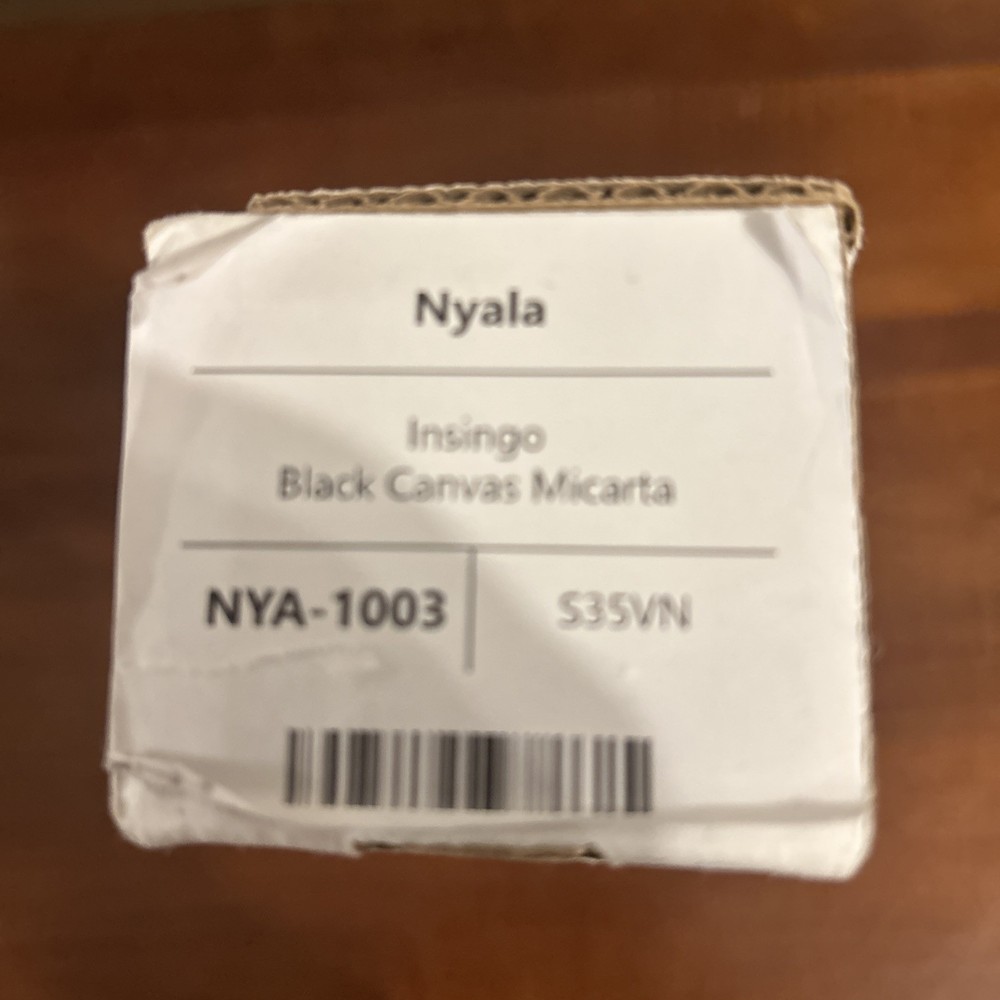 Nyala
Insingo
Black Canvas Micarta
NYA-1003
S35VN